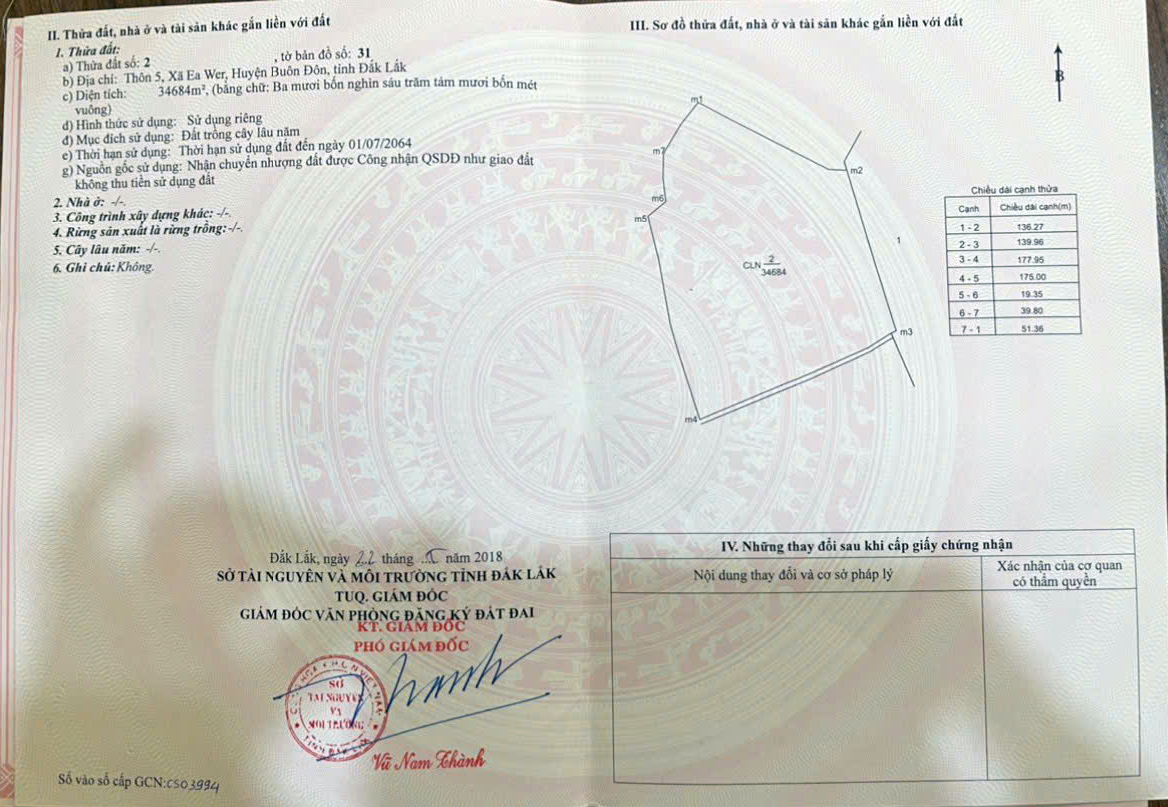 II. Thửa đất, nhà ở và tài sản khác gắn liền với đất
1. Thửa đất:
a) Thửa đất số: 2 , tờ bản đồ số: 31
b) Địa chỉ: Thôn 5, Xã Ea Wer, Huyện Buôn Đôn, tỉnh Đắk Lắk
c) Diện tích: 34684m², (bằng chữ: Ba mươi bốn nghìn sáu trăm tám mươi bốn mét
vuông)
d) Hình thức sử dụng: Sử dụng riêng
đ) Mục đích sử dụng: Đất trồng cây lâu năm
e) Thời hạn sử dụng: Thời hạn sử dụng đất đến ngày 01/07/2064
g) Nguồn gốc sử dụng: Nhận chuyển nhượng đất được Công nhận QSDĐ như giao đất
không thu tiền sử dụng đất
2. Nhà ở: -/-.
3. Công trình xây dựng khác: -/-.
4. Rừng sản xuất là rừng trồng:-/-.
5. Cây lâu năm: -/-.
6. Ghi chú: Không.
Đắk Lắk, ngày 22 tháng 5 năm 2018
SỞ TÀI NGUYÊN VÀ MÔI TRƯỜNG TỈNH ĐẮK LẮK
TUQ. GIÁM ĐỐC
GIÁM ĐỐC VĂN PHÒNG ĐĂNG KÝ ĐẤT ĐAI
KT. GIÁM ĐỐC
PHÓ GIÁM ĐỐC
SỞ
TÀI NGUYÊN
VÀ
MÔI TRƯỜNG
TỈNH ĐẮK LẮK
Vũ Nam Thành
Số vào sổ cấp GCN:CS03994
III. Sơ đồ thửa đất, nhà ở và tài sản khác gắn liền với đất
B
m1
m7
m2
m6
m5
1
CLN 2
34684
m3
m4
Chiều dài cạnh thửa
Cạnh Chiều dài cạnh(m)
1 - 2 136.27
2 - 3 139.96
3 - 4 177.95
4 - 5 175.00
5 - 6 19.35
6 - 7 39.80
7 - 1 51.36
IV. Những thay đổi sau khi cấp giấy chứng nhận
Nội dung thay đổi và cơ sở pháp lý
Xác nhận của cơ quan
có thẩm quyền